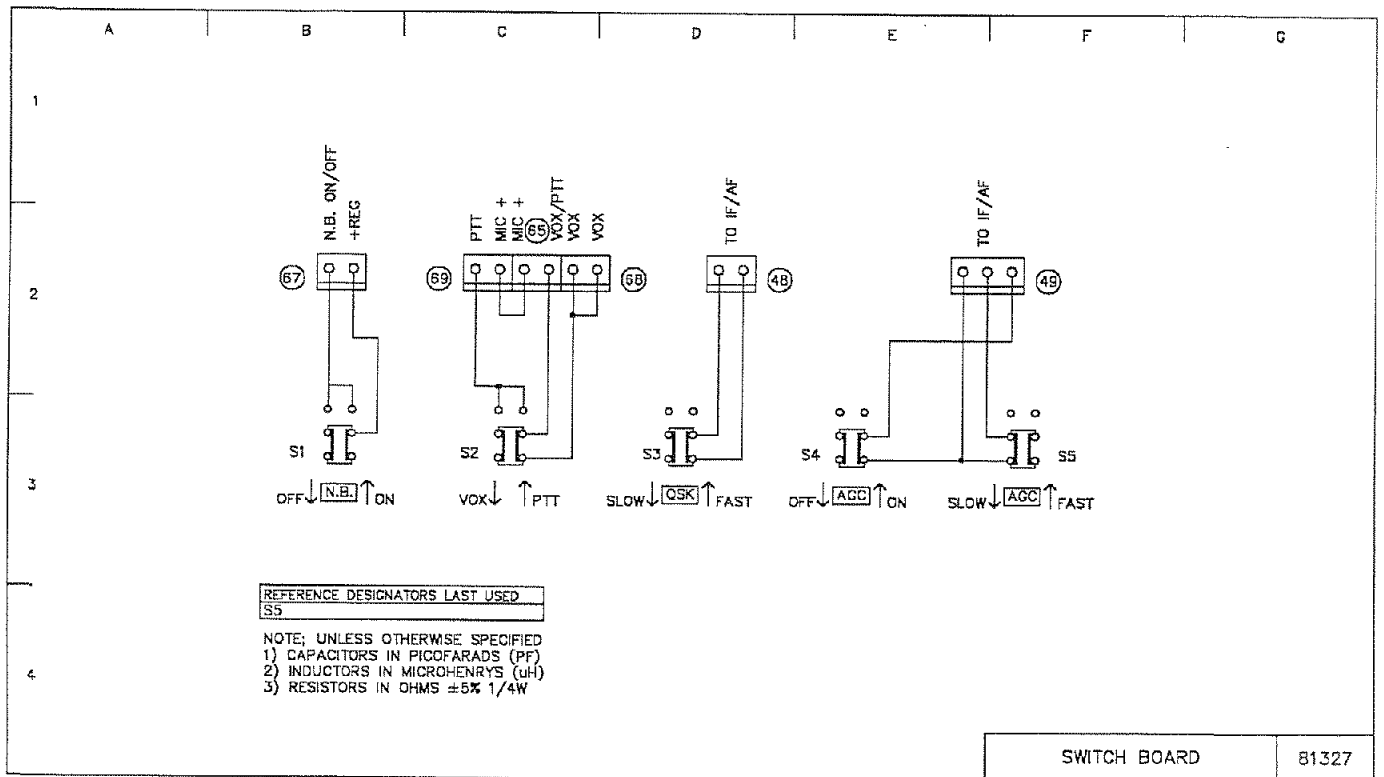 A B C D E F G
1
N.B. ON/OFF
+REG
PTT
MIC +
MIC +
65
VOX/PTT
VOX
VOX
TO IF/AF
TO IF/AF
2
67
69
68
48
49
S1
S2
S3
S4
S5
3
OFF↓ N.B. ↑ON
VOX↓ ↑PTT
SLOW↓ QSK ↑FAST
OFF↓ AGC ↑ON
SLOW↓ AGC ↑FAST
REFERENCE DESIGNATORS LAST USED
S5
NOTE; UNLESS OTHERWISE SPECIFIED
1) CAPACITORS IN PICOFARADS (PF)
2) INDUCTORS IN MICROHENRYS (uH)
3) RESISTORS IN OHMS ±5% 1/4W
4
SWITCH BOARD 81327